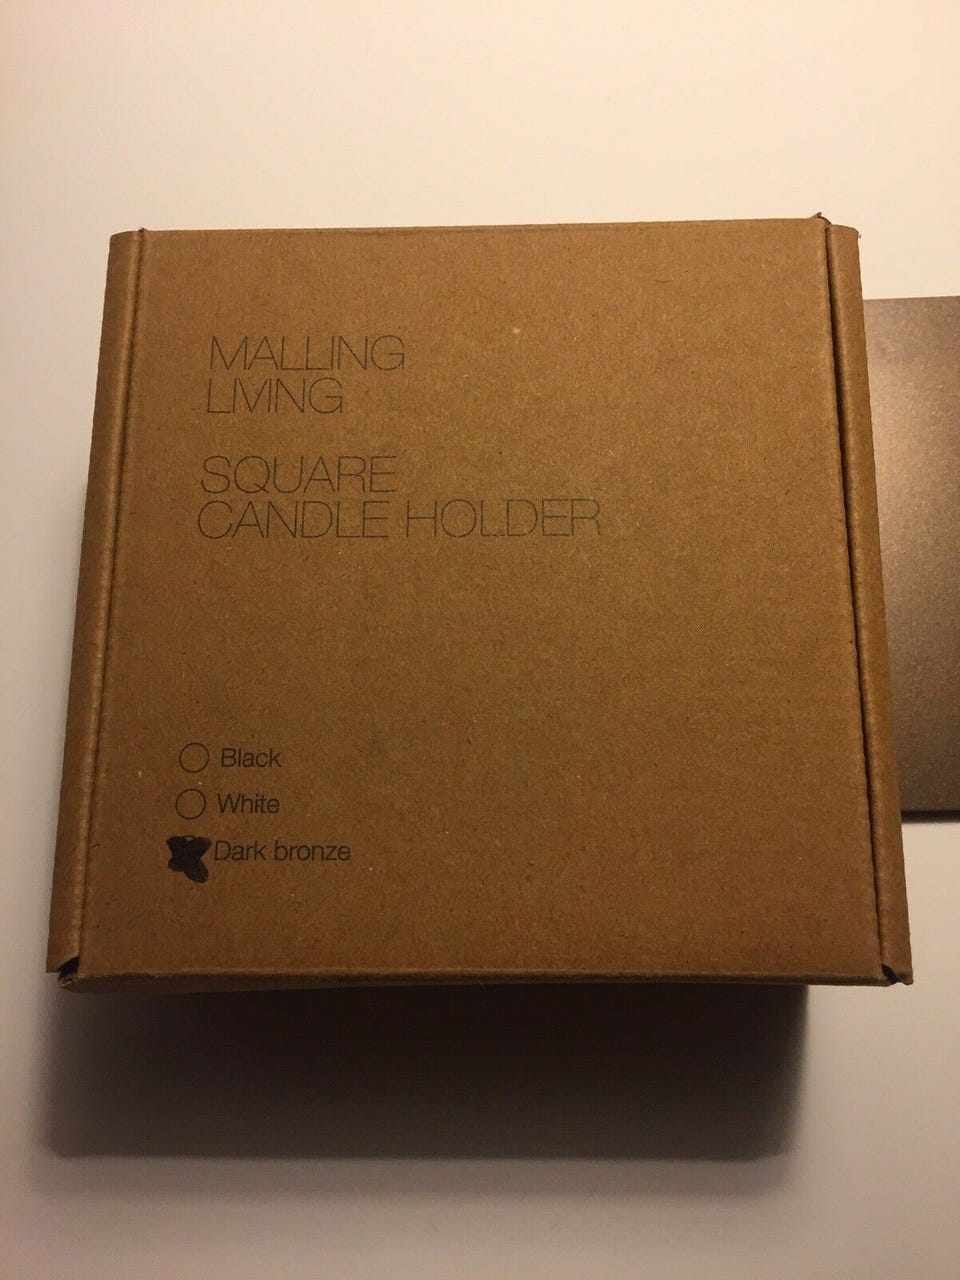 MALLING
LIVING
SQUARE
CANDLE HOLDER
Black
White
Dark bronze